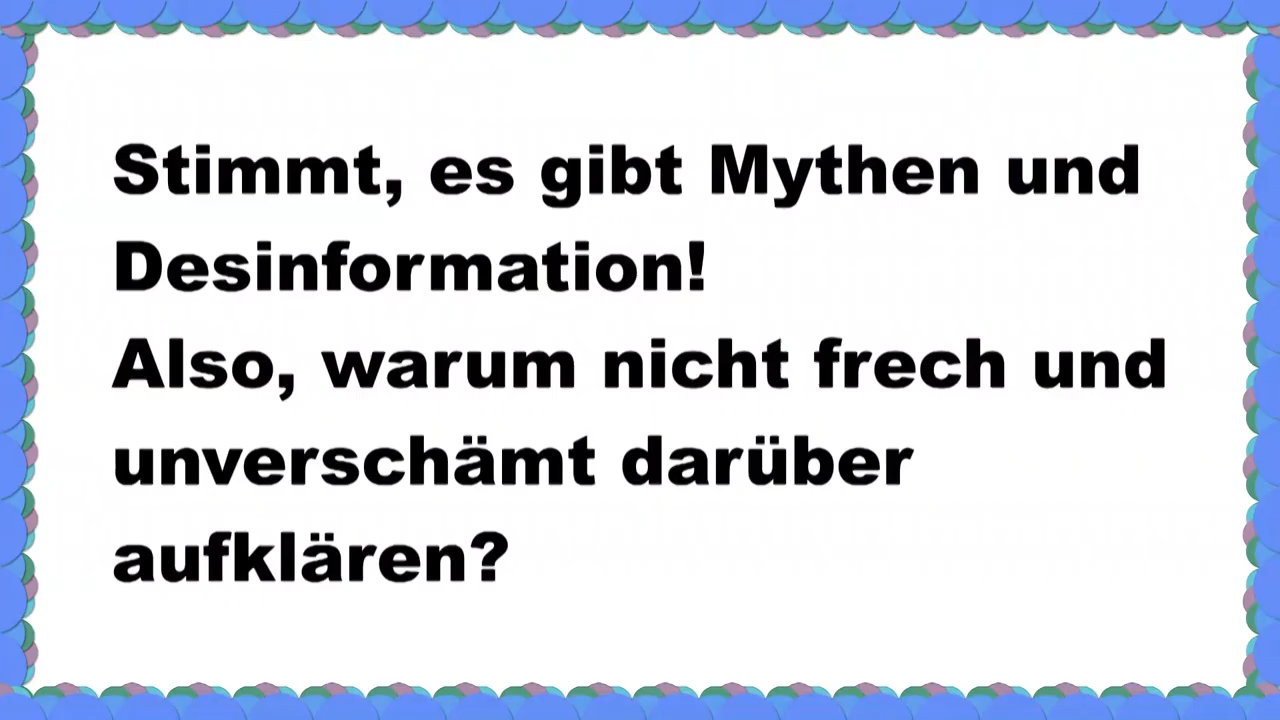 Stimmt, es gibt Mythen und
Desinformation!
Also, warum nicht frech und
unverschämt darüber
aufklären?